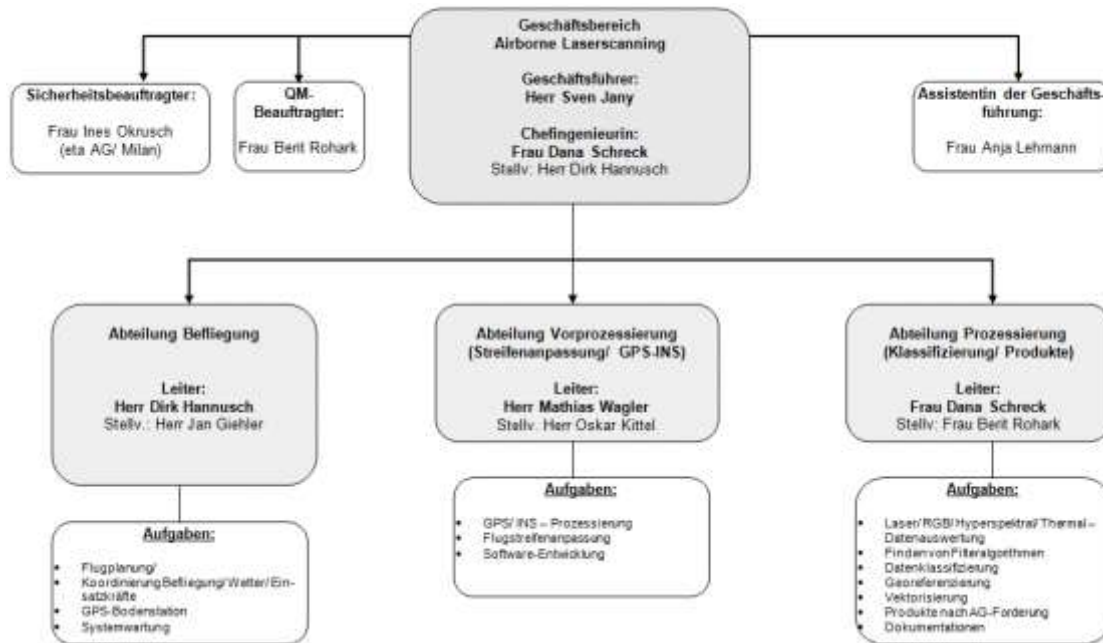 Geschäftsbereich
Airborne Laserscanning
Geschäftsführer:
Herr Sven Jany
Chefingenieurin:
Frau Dana Schreck
Stellv: Herr Dirk Hannusch
Sicherheitsbeauftragter:
Frau Ines Okrusch
(eta AG/ Milan)
QM-
Beauftragter:
Frau Berit Rohark
Assistentin der Geschäfts-
führung:
Frau Anja Lehmann
Abteilung Befliegung
Leiter:
Herr Dirk Hannusch
Stellv.: Herr Jan Giehler
Aufgaben:
• Flugplanung/
• Koordinierung Befliegung/ Wetter/ Ein-
satzkräfte
• GPS-Bodenstation
• Systemwartung
Abteilung Vorprozessierung
(Streifenanpassung/ GPS-INS)
Leiter:
Herr Mathias Wagler
Stellv. Herr Oskar Kittel
Aufgaben:
• GPS/ INS – Prozessierung
• Flugstreifenanpassung
• Software-Entwicklung
Abteilung Prozessierung
(Klassifizierung/ Produkte)
Leiter:
Frau Dana Schreck
Stellv: Frau Berit Rohark
Aufgaben:
• Laser/ RGB/ Hyperspektral/ Thermal –
Datenauswertung
• Finden von Filteralgorithmen
• Datenklassifizierung
• Georeferenzierung
• Vektorisierung
• Produkte nach AG-Forderung
• Dokumentationen